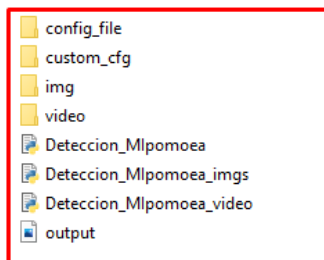 config_file
custom_cfg
img
video
Deteccion_MIpomoea
Deteccion_MIpomoea_imgs
Deteccion_MIpomoea_video
output